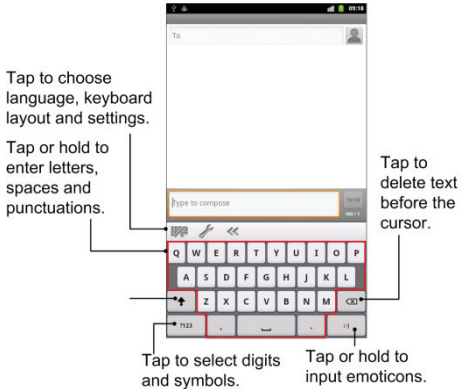 09:18
To
Tap to choose
language, keyboard
layout and settings.
Tap or hold to
enter letters,
spaces and
punctuations.
Type to compose
Send
160 / 1
Tap to
delete text
before the
cursor.
Q W E R T Y U I O P
A S D F G H J K L
Z X C V B N M
?123 , . :-)
Tap to select digits
and symbols.
Tap or hold to
input emoticons.